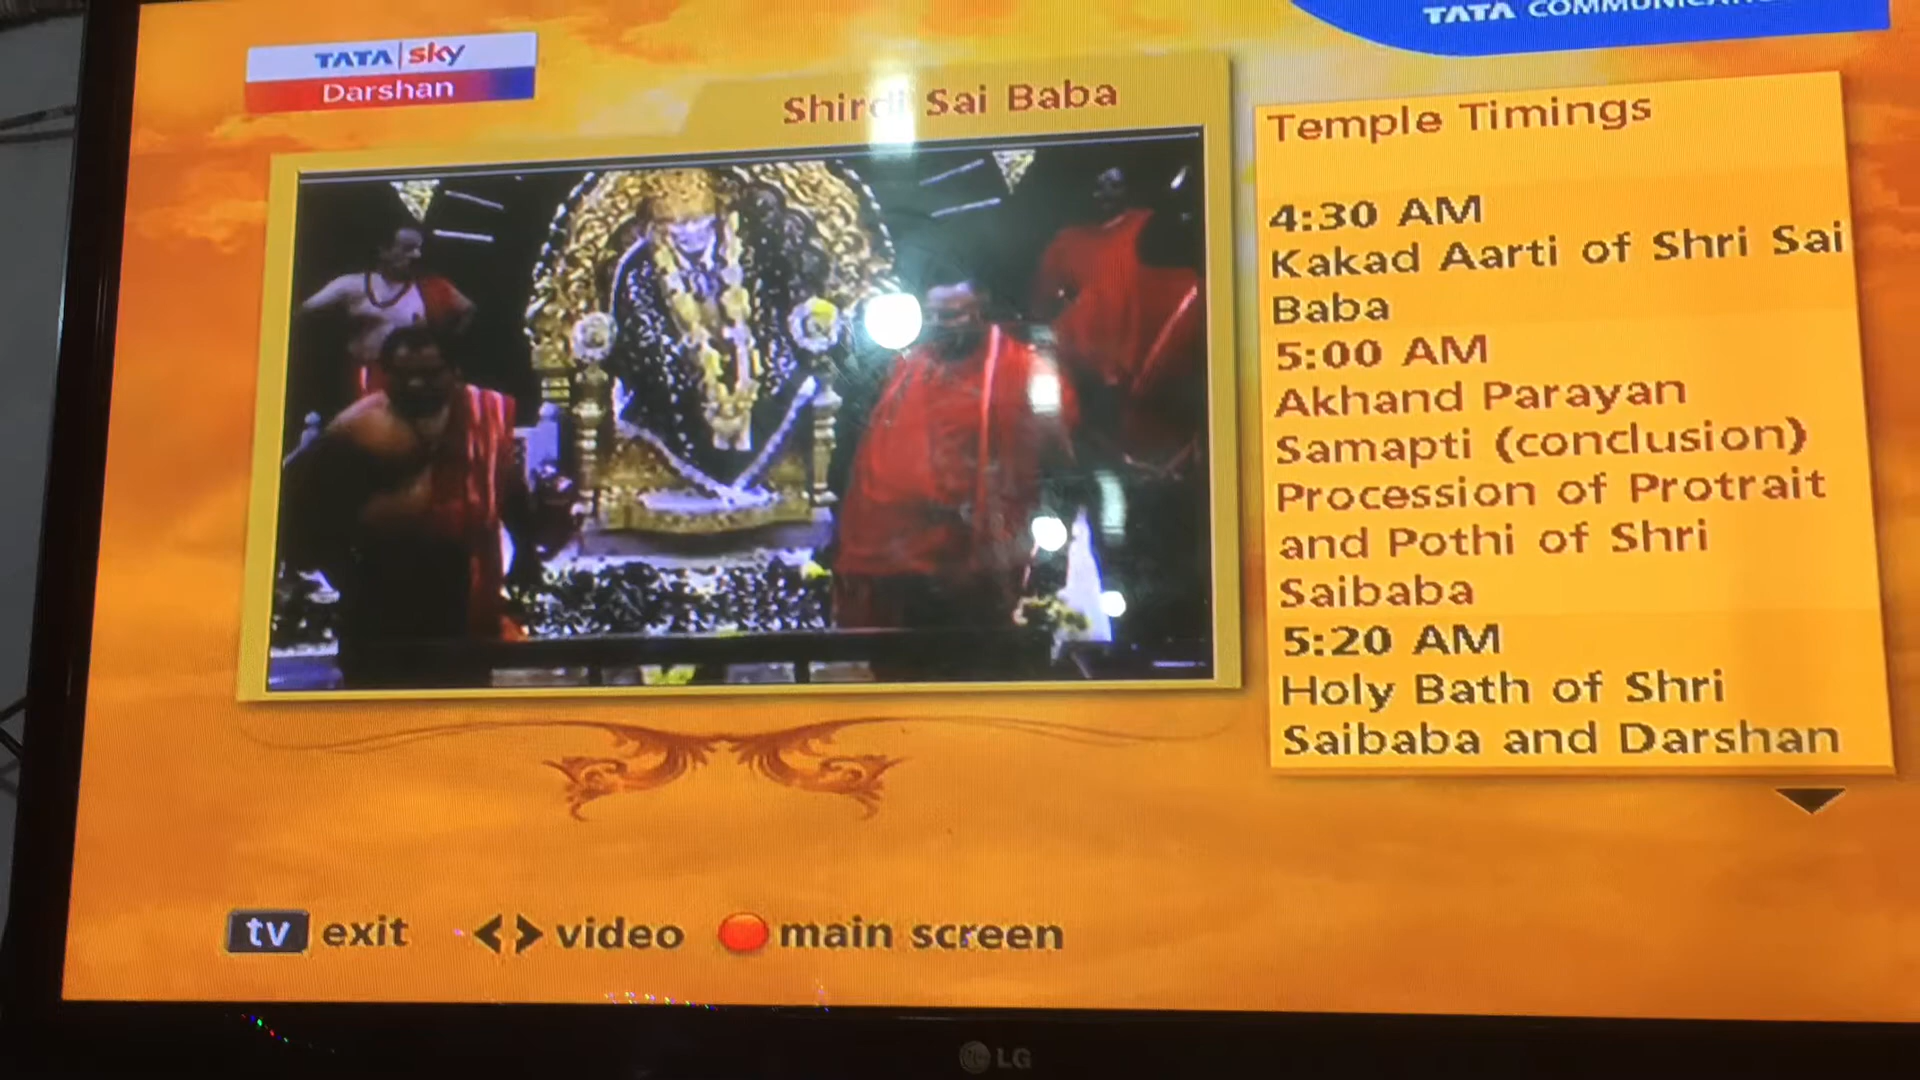 TATA COMMUNICA
TATA sky
Darshan
Shirdi Sai Baba
Temple Timings
4:30 AM
Kakad Aarti of Shri Sai
Baba
5:00 AM
Akhand Parayan
Samapti (conclusion)
Procession of Protrait
and Pothi of Shri
Saibaba
5:20 AM
Holy Bath of Shri
Saibaba and Darshan
tv exit <> video main screen
LG